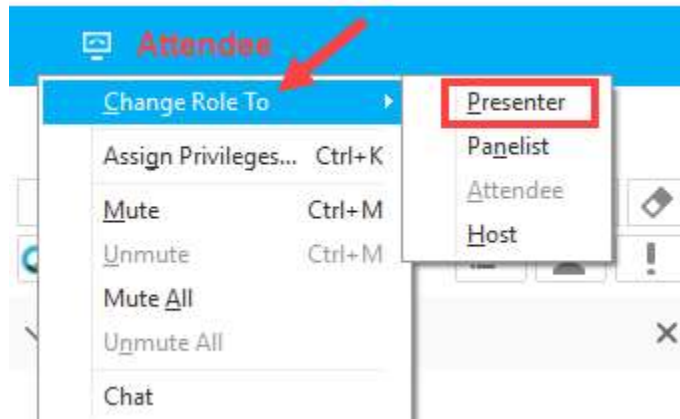 Attendee
Change Role To
Presenter
Panelist
Attendee
Host
Assign Privileges... Ctrl+K
Mute Ctrl+M
Unmute Ctrl+M
Mute All
Unmute All
Chat